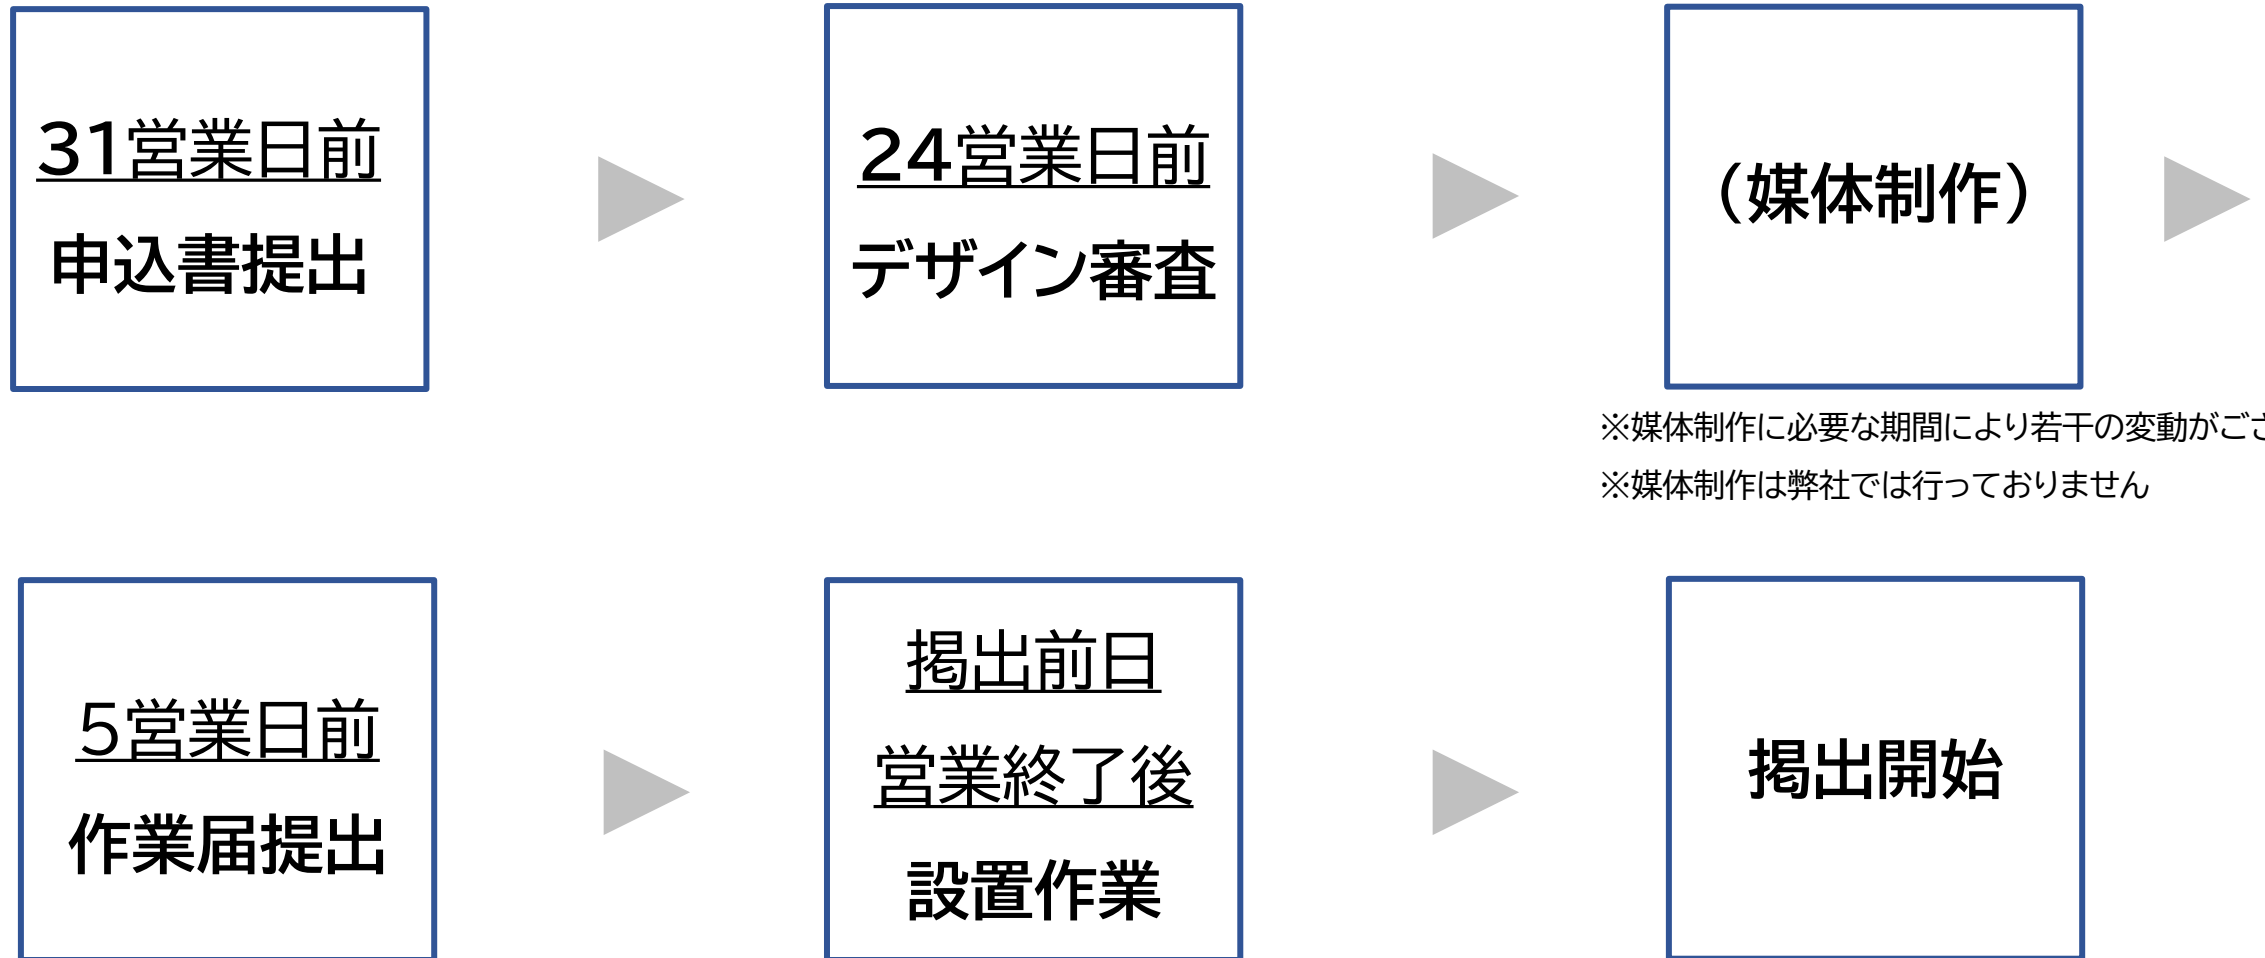 31営業日前
申込書提出
24営業日前
デザイン審査
（媒体制作）
※媒体制作に必要な期間により若干の変動がご
※媒体制作は弊社では行っておりません
5営業日前
作業届提出
掲出前日
営業終了後
設置作業
掲出開始